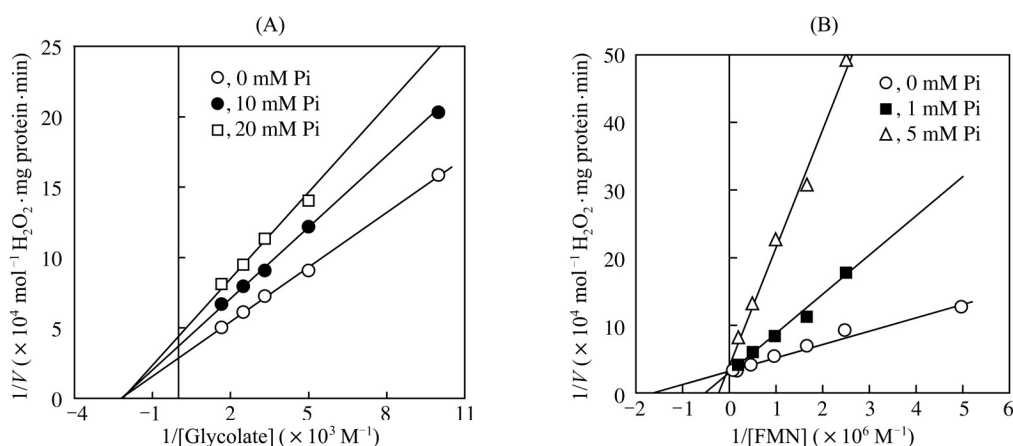 (A)
25
20
15
10
5
0
−4
−1
2
5
8
11
1/V ( × 10⁴ mol⁻¹ H₂O₂ · mg protein · min)
1/[Glycolate] ( × 10³ M⁻¹)
○, 0 mM Pi
●, 10 mM Pi
□, 20 mM Pi
(B)
50
40
30
20
10
0
−2
−1
0
1
2
3
4
5
6
1/V ( × 10⁴ mol⁻¹ H₂O₂ · mg protein · min)
1/[FMN] ( × 10⁶ M⁻¹)
○, 0 mM Pi
■, 1 mM Pi
△, 5 mM Pi